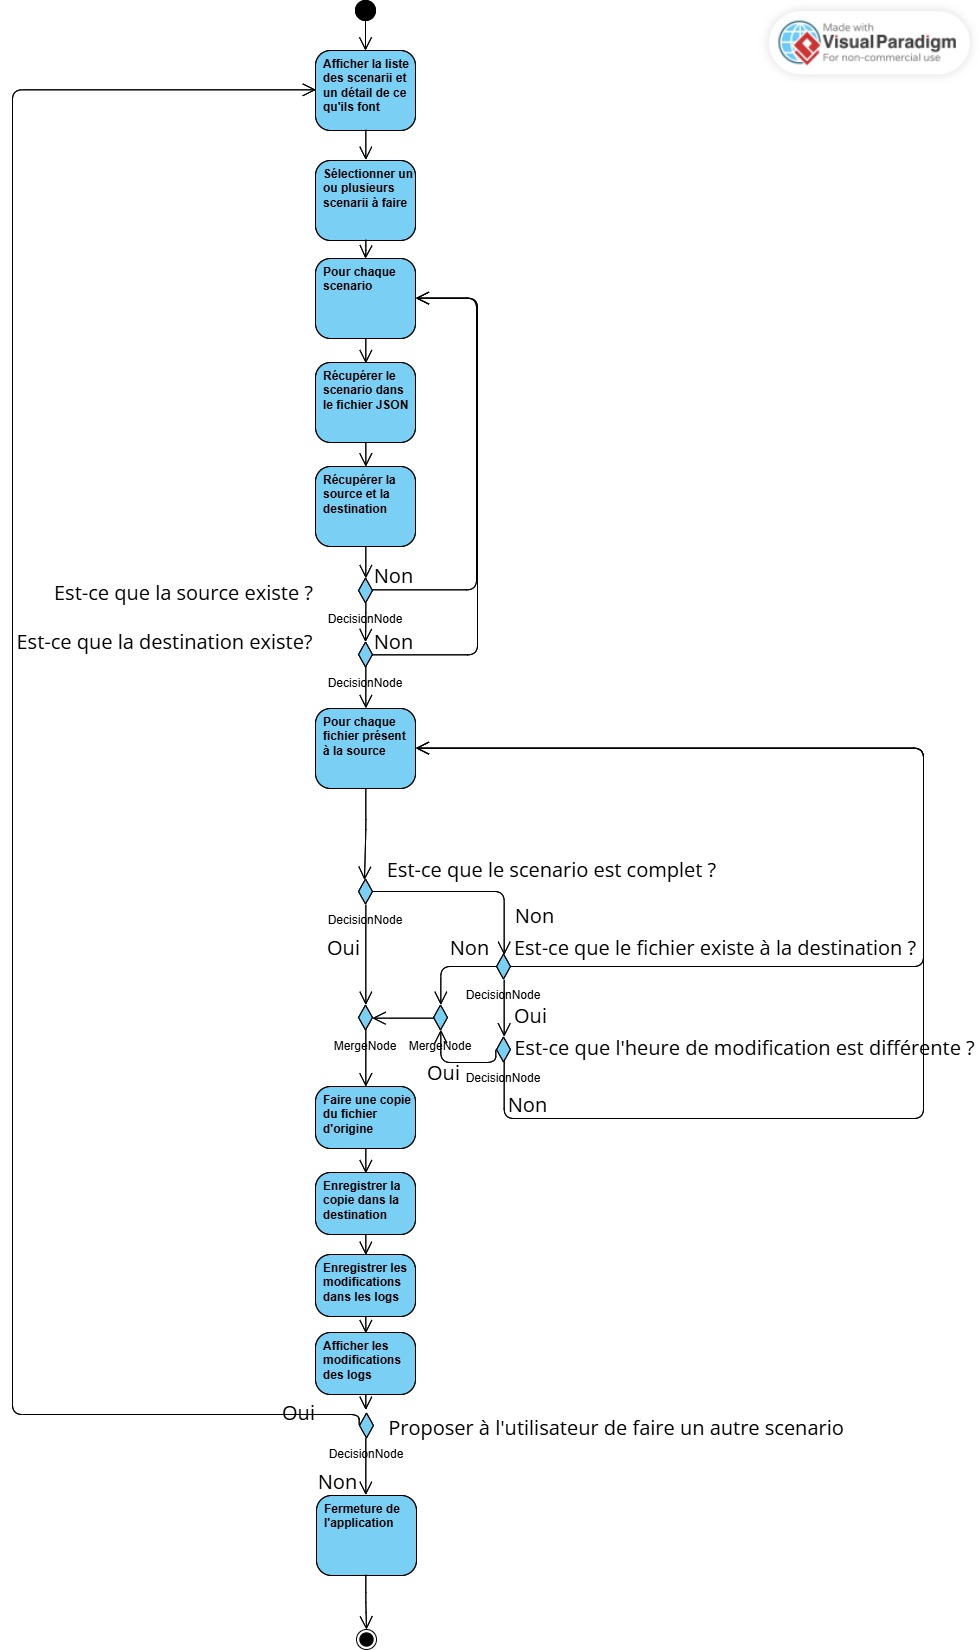 Made with
Visual Paradigm
For non-commercial use
Afficher la liste
des scenarii et
un détail de ce
qu'ils font
Sélectionner un
ou plusieurs
scenarii à faire
Pour chaque
scenario
Récupérer le
scenario dans
le fichier JSON
Récupérer la
source et la
destination
Non
Est-ce que la source existe ?
DecisionNode
Est-ce que la destination existe?
Non
DecisionNode
Pour chaque
fichier présent
à la source
Est-ce que le scenario est complet ?
DecisionNode
Non
Oui
Non
Est-ce que le fichier existe à la destination ?
DecisionNode
Oui
MergeNode
MergeNode
Est-ce que l'heure de modification est différente ?
Oui
DecisionNode
Non
Faire une copie
du fichier
d'origine
Enregistrer la
copie dans la
destination
Enregistrer les
modifications
dans les logs
Afficher les
modifications
des logs
Oui
Proposer à l'utilisateur de faire un autre scenario
DecisionNode
Non
Fermeture de
l'application